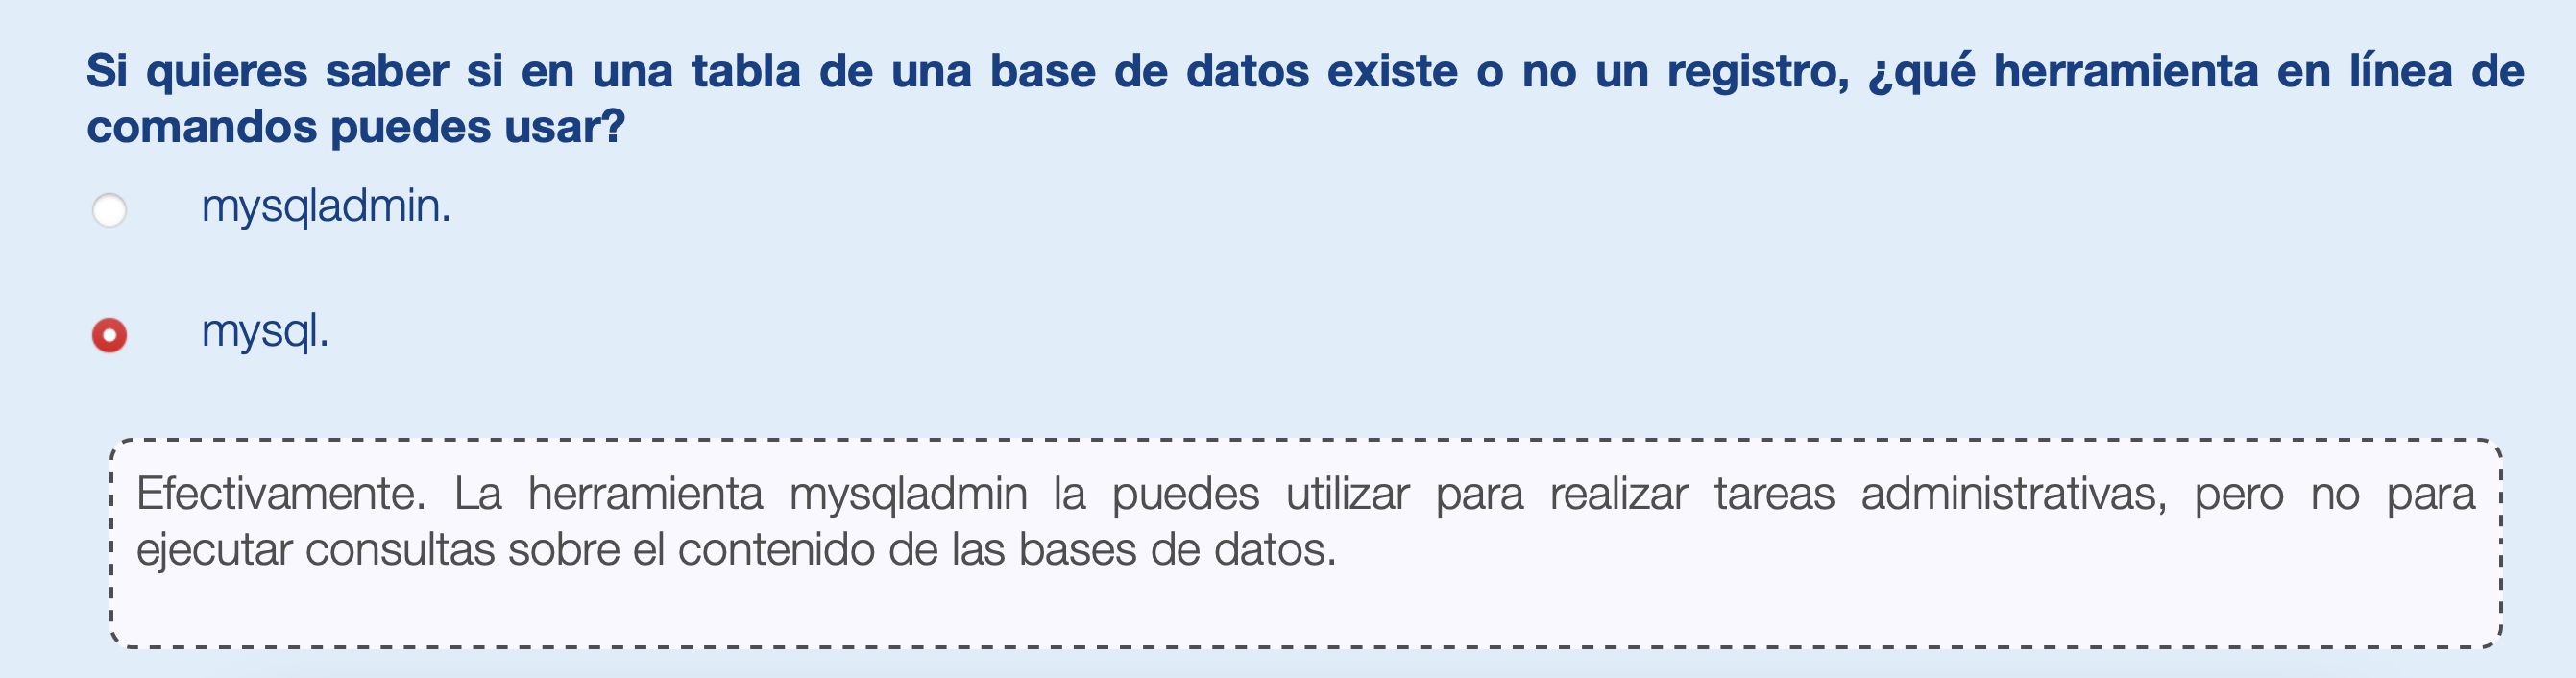 Si quieres saber si en una tabla de una base de datos existe o no un registro, ¿qué herramienta en línea de
comandos puedes usar?
mysqladmin.
mysql.
Efectivamente. La herramienta mysqladmin la puedes utilizar para realizar tareas administrativas, pero no para
ejecutar consultas sobre el contenido de las bases de datos.